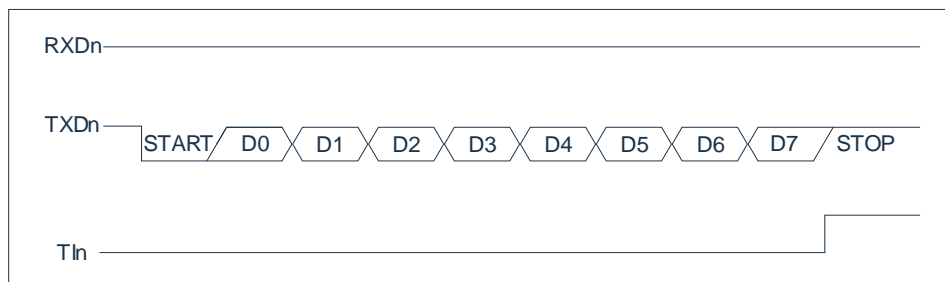 RXDn
TXDn
START D0 D1 D2 D3 D4 D5 D6 D7 STOP
TIn